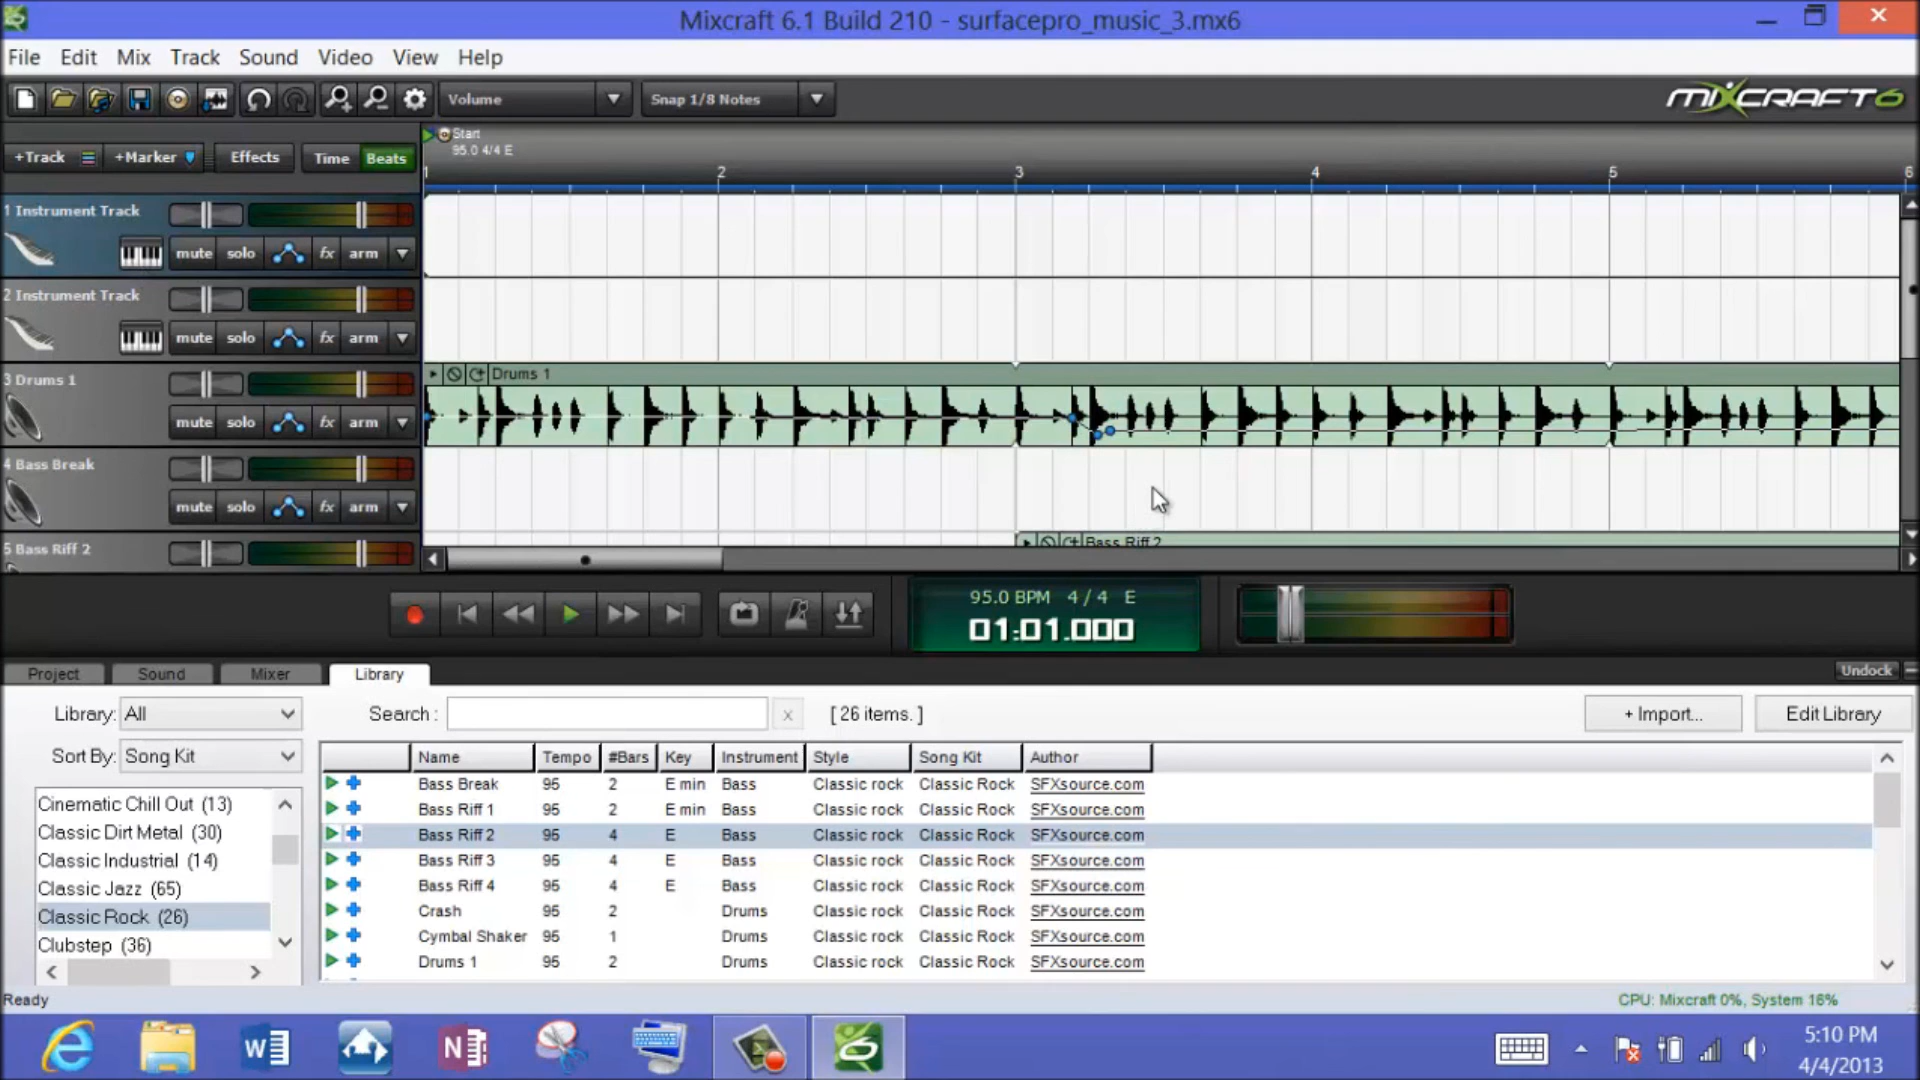 Mixcraft 6.1 Build 210 - surfacepro_music_3.mx6
File Edit Mix Track Sound Video View Help
Volume Snap 1/8 Notes MIXCRAFT6
Start
95.0 4/4 E
+Track +Marker Effects Time Beats
1 2 3 4 5 6
1 Instrument Track
mute solo fx arm
2 Instrument Track
mute solo fx arm
3 Drums 1
Drums 1
mute solo fx arm
4 Bass Break
mute solo fx arm
5 Bass Riff 2
Bass Riff 2
95.0 BPM 4 / 4 E
01:01.000
Project Sound Mixer Library Undock
Library: All Search : x [ 26 items. ] + Import... Edit Library
Sort By: Song Kit
Name Tempo #Bars Key Instrument Style Song Kit Author
Bass Break 95 2 E min Bass Classic rock Classic Rock SFXsource.com
Bass Riff 1 95 2 E min Bass Classic rock Classic Rock SFXsource.com
Bass Riff 2 95 4 E Bass Classic rock Classic Rock SFXsource.com
Bass Riff 3 95 4 E Bass Classic rock Classic Rock SFXsource.com
Bass Riff 4 95 4 E Bass Classic rock Classic Rock SFXsource.com
Crash 95 2 Drums Classic rock Classic Rock SFXsource.com
Cymbal Shaker 95 1 Drums Classic rock Classic Rock SFXsource.com
Drums 1 95 2 Drums Classic rock Classic Rock SFXsource.com
Cinematic Chill Out (13)
Classic Dirt Metal (30)
Classic Industrial (14)
Classic Jazz (65)
Classic Rock (26)
Clubstep (36)
Ready CPU: Mixcraft 0%, System 16%
5:10 PM
4/4/2013